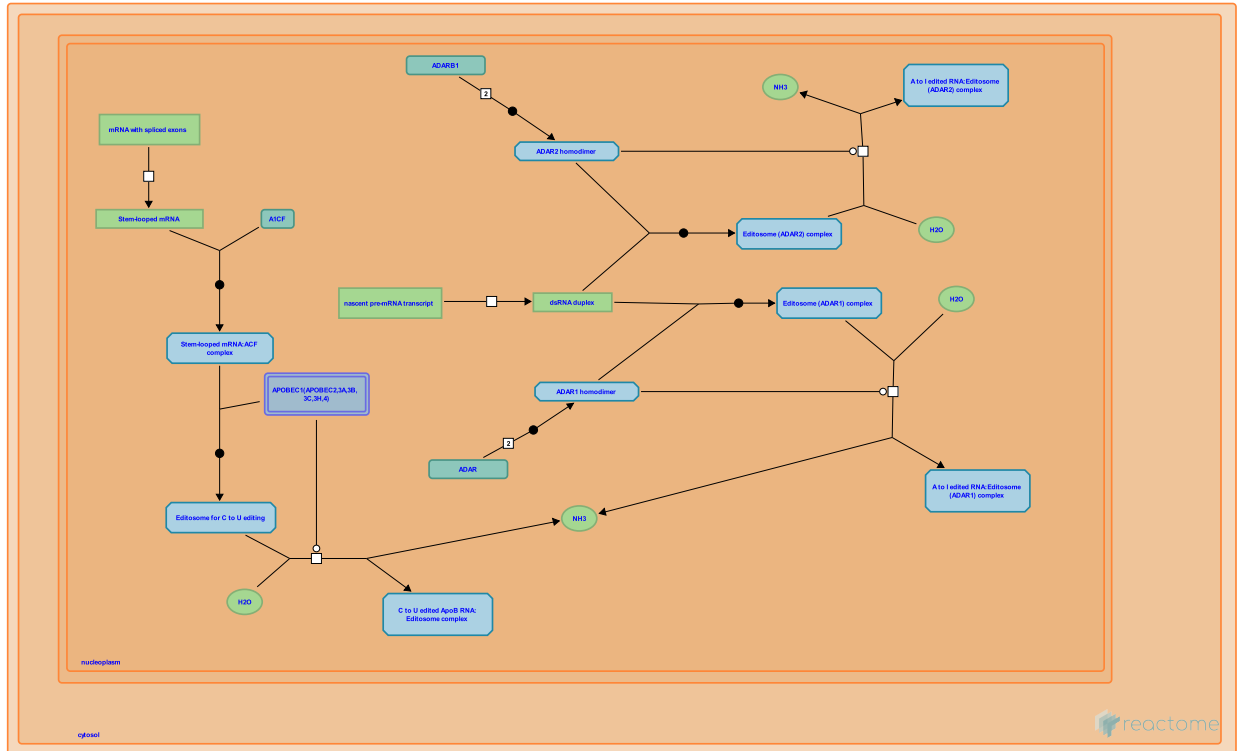 ADARB1
2
NH3
A to I edited RNA:Editosome
(ADAR2) complex
mRNA with spliced exons
ADAR2 homodimer
Stem-looped mRNA
A1CF
Editosome (ADAR2) complex
H2O
nascent pre-mRNA transcript
dsRNA duplex
Editosome (ADAR1) complex
H2O
Stem-looped mRNA:ACF
complex
APOBEC1(APOBEC2,3A,3B,
3C,3H,4)
ADAR1 homodimer
2
ADAR
A to I edited RNA:Editosome
(ADAR1) complex
Editosome for C to U editing
NH3
H2O
C to U edited ApoB RNA:
Editosome complex
nucleoplasm
cytosol
reactome